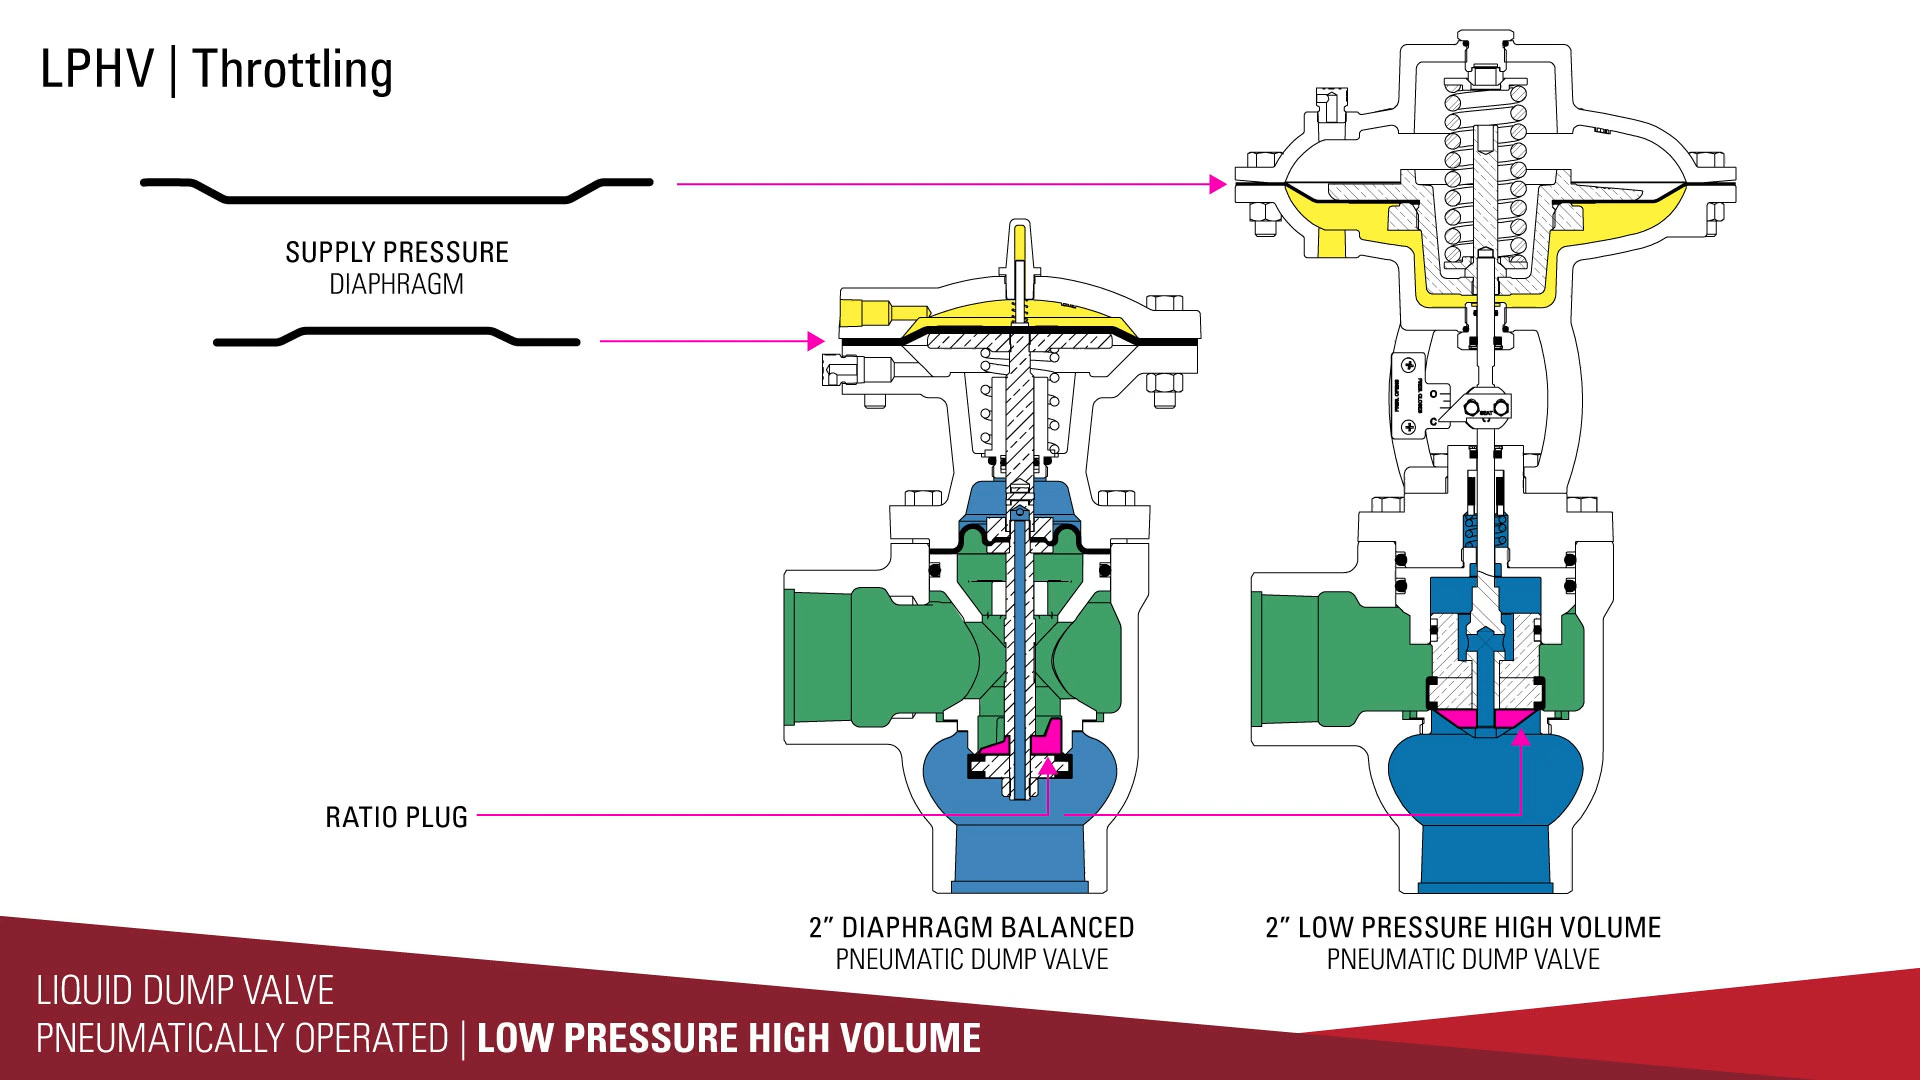 LPHV | Throttling
SUPPLY PRESSURE
DIAPHRAGM
O
C
SEAT
RATIO PLUG
2” DIAPHRAGM BALANCED
PNEUMATIC DUMP VALVE
2” LOW PRESSURE HIGH VOLUME
PNEUMATIC DUMP VALVE
LIQUID DUMP VALVE
PNEUMATICALLY OPERATED | LOW PRESSURE HIGH VOLUME